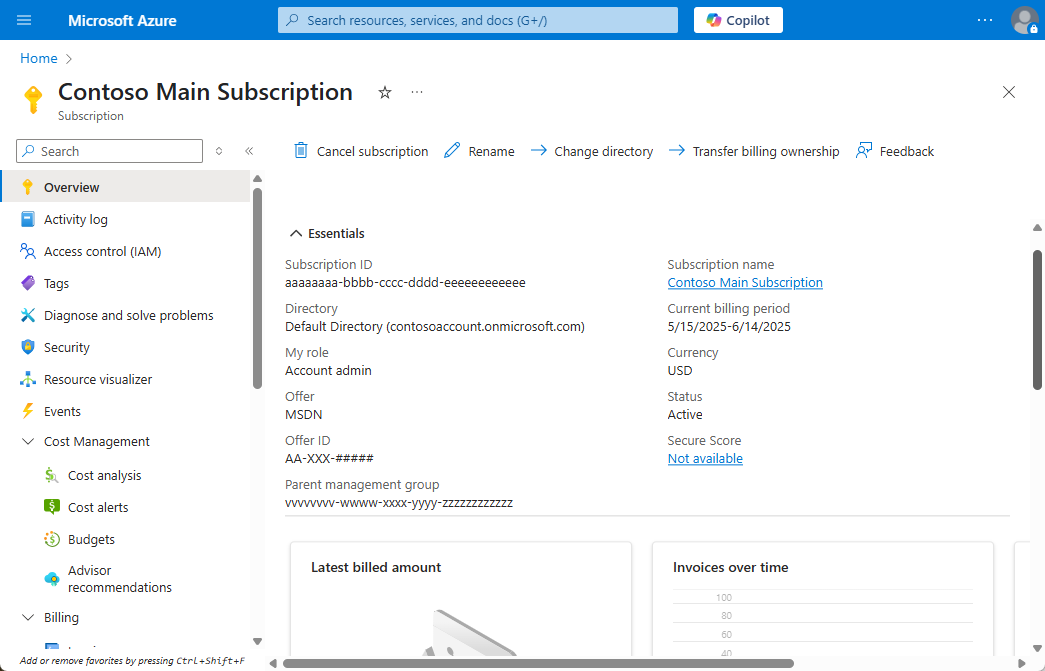 Microsoft Azure
Search resources, services, and docs (G+/)
Copilot
Home
Contoso Main Subscription
Subscription
Search
Cancel subscription
Rename
Change directory
Transfer billing ownership
Feedback
Overview
Activity log
Access control (IAM)
Tags
Diagnose and solve problems
Security
Resource visualizer
Events
Cost Management
Cost analysis
Cost alerts
Budgets
Advisor
recommendations
Billing
Add or remove favorites by pressing Ctrl+Shift+F
Essentials
Subscription ID
aaaaaaaa-bbbb-cccc-dddd-eeeeeeeeeeee
Directory
Default Directory (contosoaccount.onmicrosoft.com)
My role
Account admin
Offer
MSDN
Offer ID
AA-XXX-#####
Parent management group
vvvvvvvv-wwww-xxxx-yyyy-zzzzzzzzzzzz
Subscription name
Contoso Main Subscription
Current billing period
5/15/2025-6/14/2025
Currency
USD
Status
Active
Secure Score
Not available
Latest billed amount
Invoices over time
100
80
60
40